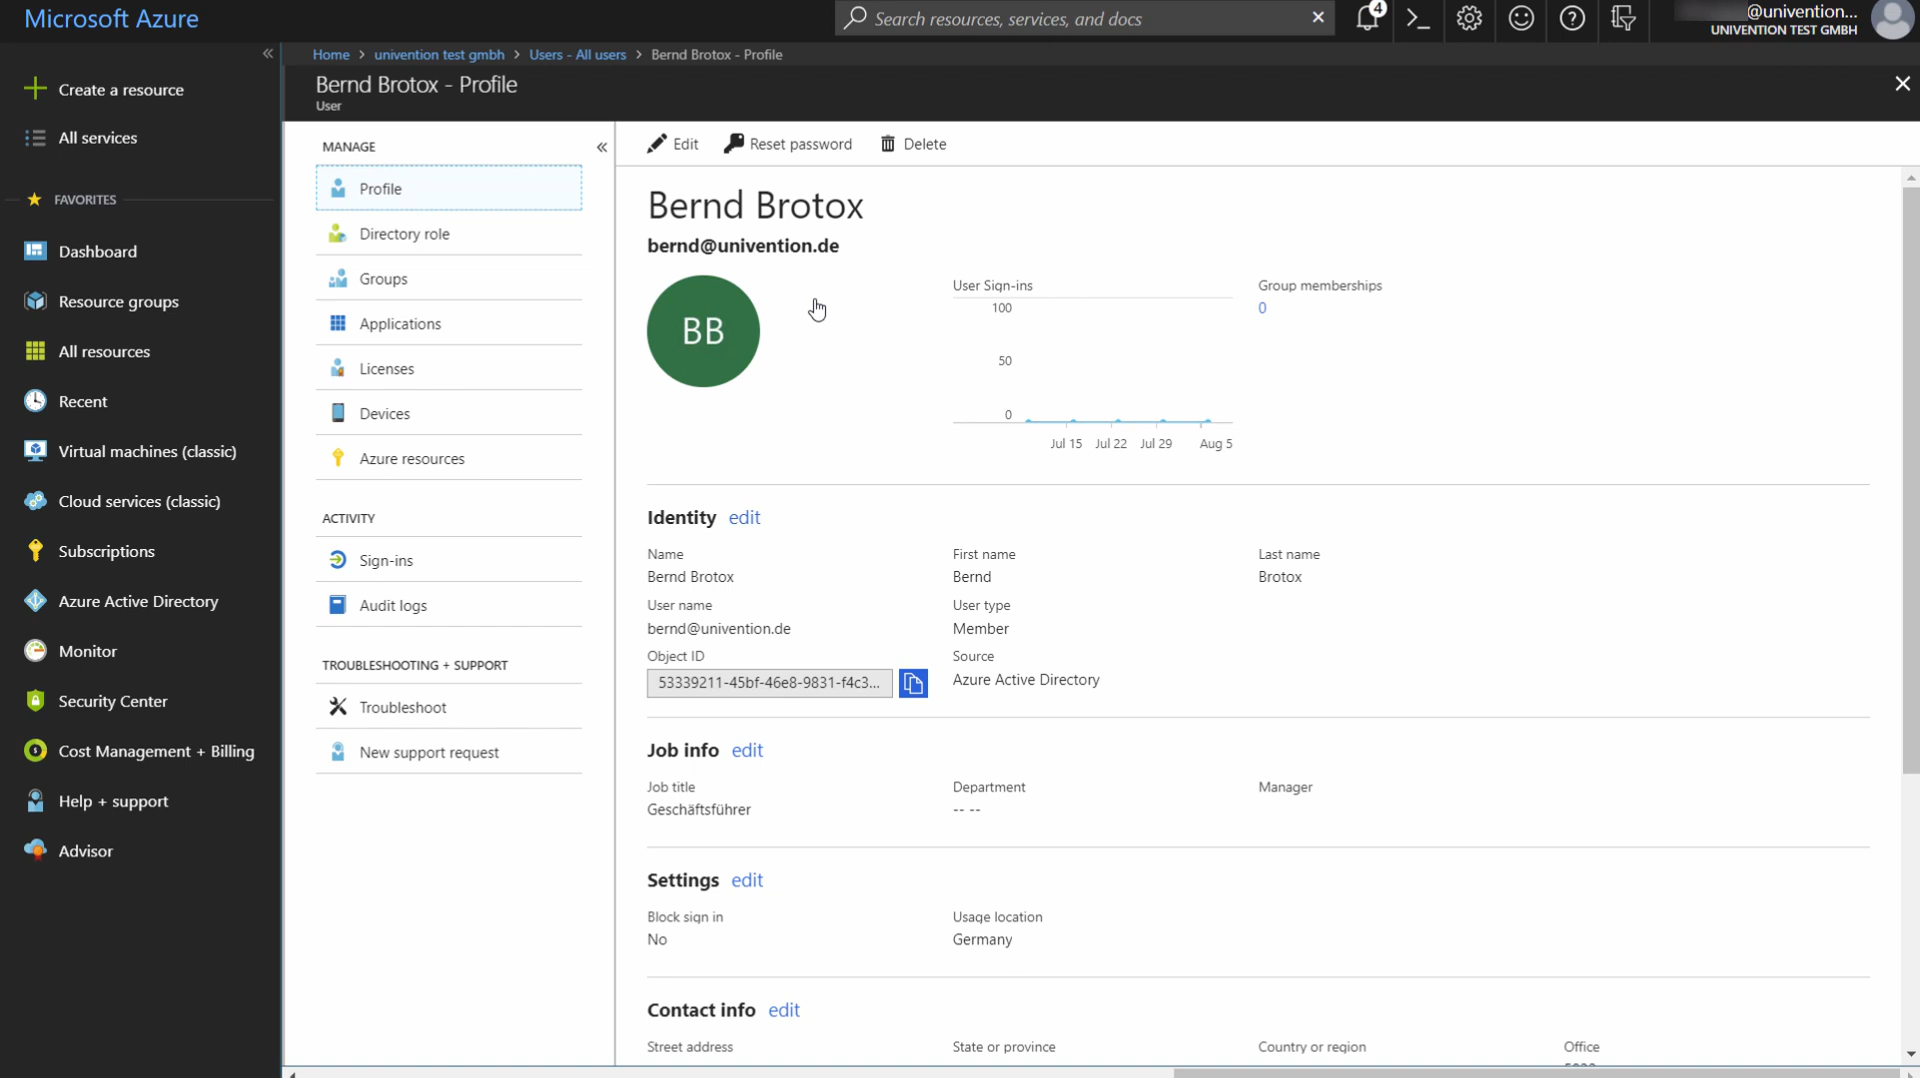 Microsoft Azure
Search resources, services, and docs
4
@univention...
UNIVENTION TEST GMBH
Home > univention test gmbh > Users - All users > Bernd Brotox - Profile
Bernd Brotox - Profile
User
Create a resource
All services
FAVORITES
Dashboard
Resource groups
All resources
Recent
Virtual machines (classic)
Cloud services (classic)
Subscriptions
Azure Active Directory
Monitor
Security Center
Cost Management + Billing
Help + support
Advisor
MANAGE
Profile
Directory role
Groups
Applications
Licenses
Devices
Azure resources
ACTIVITY
Sign-ins
Audit logs
TROUBLESHOOTING + SUPPORT
Troubleshoot
New support request
Edit
Reset password
Delete
Bernd Brotox
bernd@univention.de
BB
User Sign-ins
100
50
0
Jul 15 Jul 22 Jul 29 Aug 5
Group memberships
0
Identity edit
Name
Bernd Brotox
First name
Bernd
Last name
Brotox
User name
bernd@univention.de
User type
Member
Object ID
53339211-45bf-46e8-9831-f4c3...
Source
Azure Active Directory
Job info edit
Job title
Geschäftsführer
Department
-- --
Manager
Settings edit
Block sign in
No
Usage location
Germany
Contact info edit
Street address
State or province
Country or region
Office